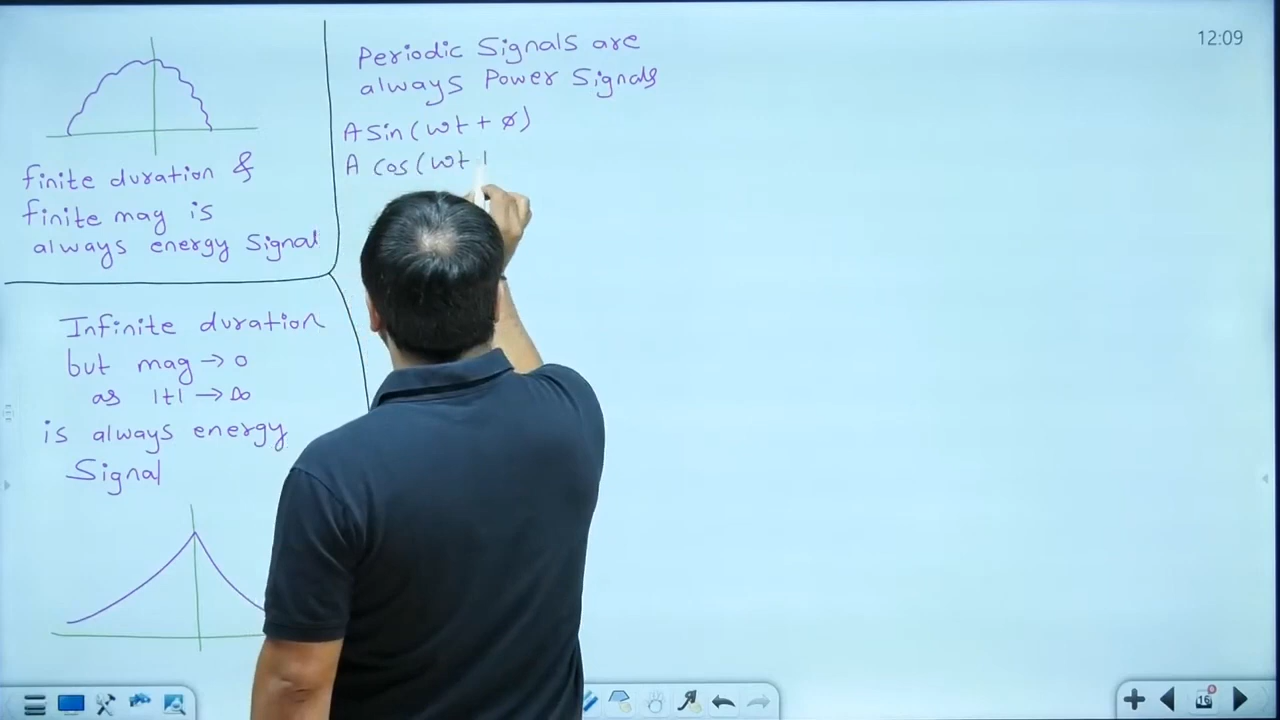 finite duration &
finite mag is
always energy Signal
Infinite duration
but mag → 0
as |t| → ∞
is always energy
Signal
Periodic Signals are
always Power Signals
A Sin(ωt + ø)
A cos(ωt
12:09
16